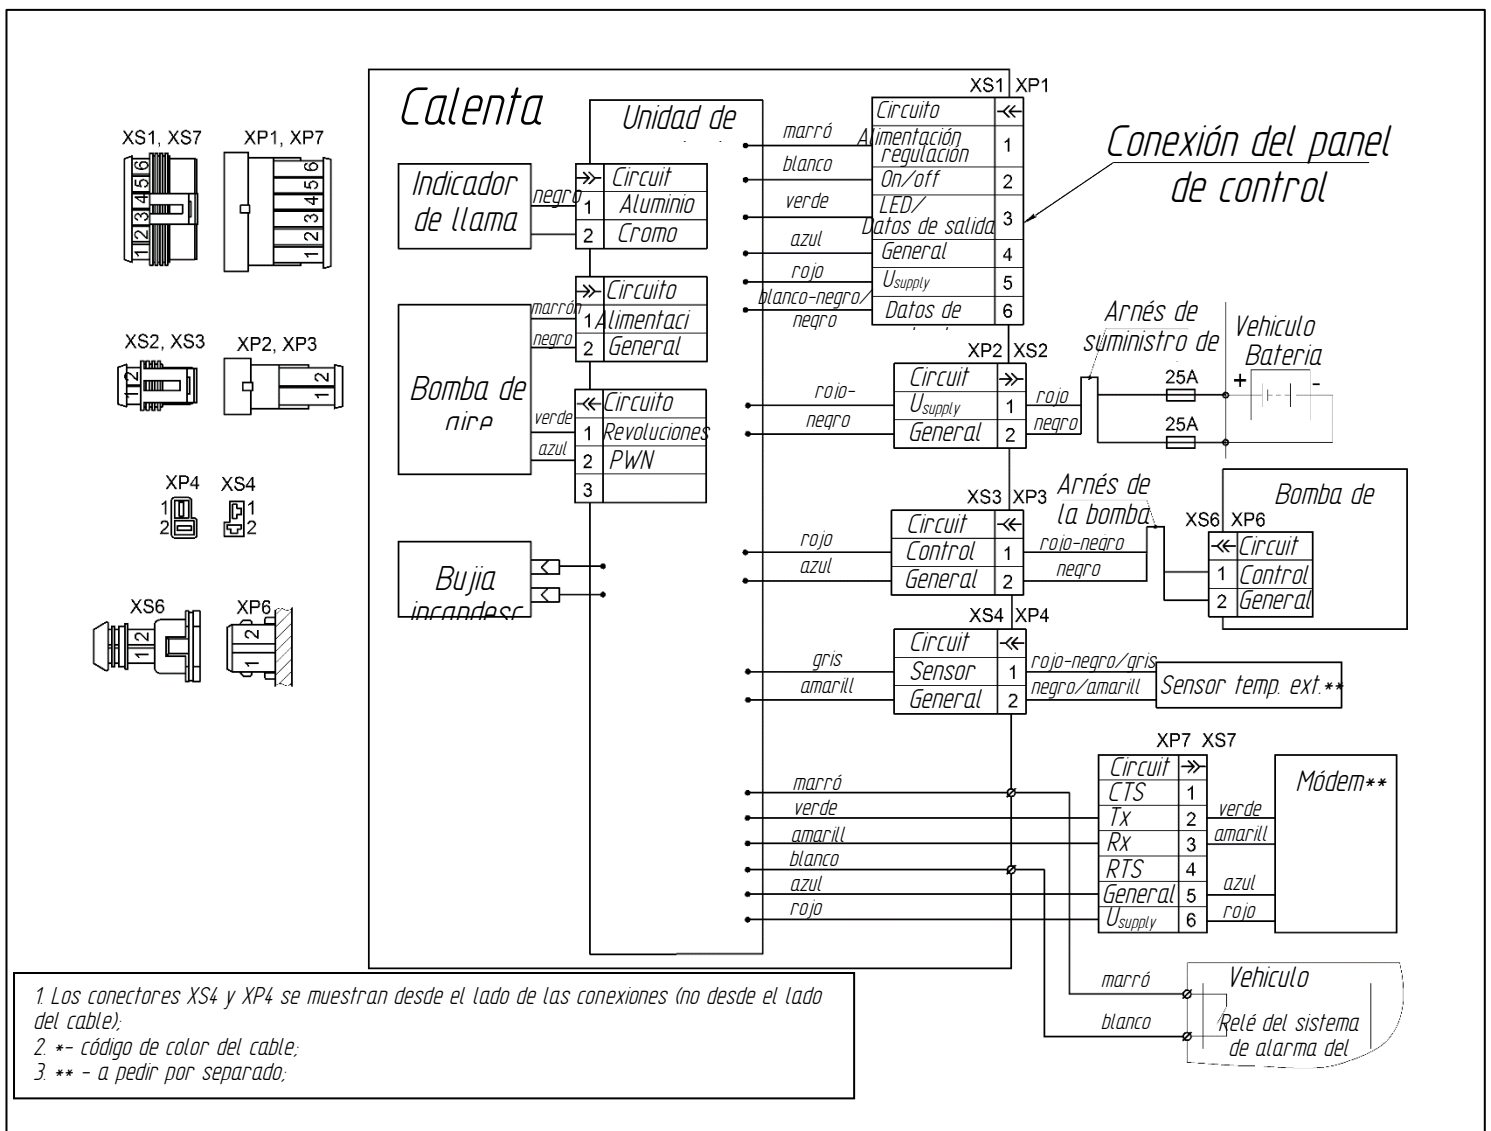 XS1, XS7
1 2 3 4 5 6
XP1, XP7
1 2 3 4 5 6
XS2, XS3
1 2
XP2, XP3
1 2
XP4
1
2
XS4
1
2
XS6
1 2
XP6
1 2
Calenta
Unidad de
Indicador
de llama
negro
Circuit
1 Aluminio
2 Cromo
Bomba de
aire
marrón
negro
Circuito
1 Alimentaci
2 General
verde
azul
Circuito
1 Revoluciones
2 PWN
3
Bujia
incandesc
XS1 XP1
Circuito
marró
Alimentación
regulación
1
blanco
On/off 2
verde
LED/
Datos de salida
3
azul
General 4
rojo
Usupply 5
blanco-negro/
negro
Datos de 6
Conexión del panel
de control
XP2 XS2
Circuit
rojo-
Usupply 1 rojo
negro
General 2 negro
Arnés de
suministro de
25A
25A
Vehiculo
Bateria
+ -
XS3 XP3
Circuit
rojo
Control 1 rojo-negro
azul
General 2 negro
Arnés de
la bomba
Bomba de
XS6 XP6
Circuit
1 Control
2 General
XS4 XP4
Circuit
gris
Sensor 1 rojo-negro/gris
amarill
General 2 negro/amarill
Sensor temp. ext.**
XP7 XS7
Circuit
marró
CTS 1
verde
Tx 2 verde
amarill
Rx 3 amarill
blanco
RTS 4
azul
General 5 azul
rojo
Usupply 6 rojo
Módem**
marró
blanco
Vehiculo
Relé del sistema
de alarma del
1. Los conectores XS4 y XP4 se muestran desde el lado de las conexiones (no desde el lado
del cable);
2. *- código de color del cable;
3. ** - a pedir por separado;